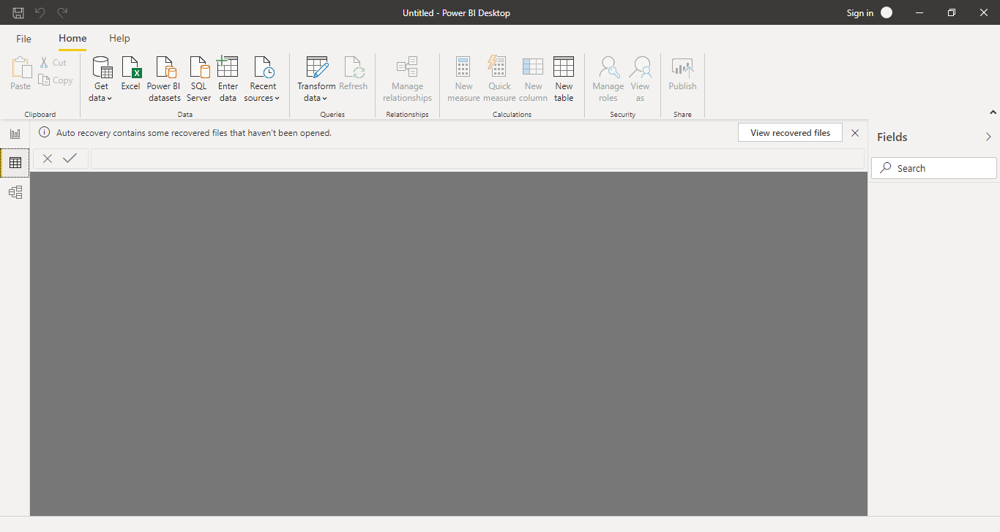 Untitled - Power BI Desktop
Sign in
File
Home
Help
Paste
Cut
Copy
Clipboard
Get data
Excel
Power BI datasets
SQL Server
Enter data
Recent sources
Data
Transform data
Refresh
Queries
Manage relationships
Relationships
New measure
Quick measure
New column
New table
Calculations
Manage roles
View as
Security
Publish
Share
Auto recovery contains some recovered files that haven't been opened.
View recovered files
Fields
Search